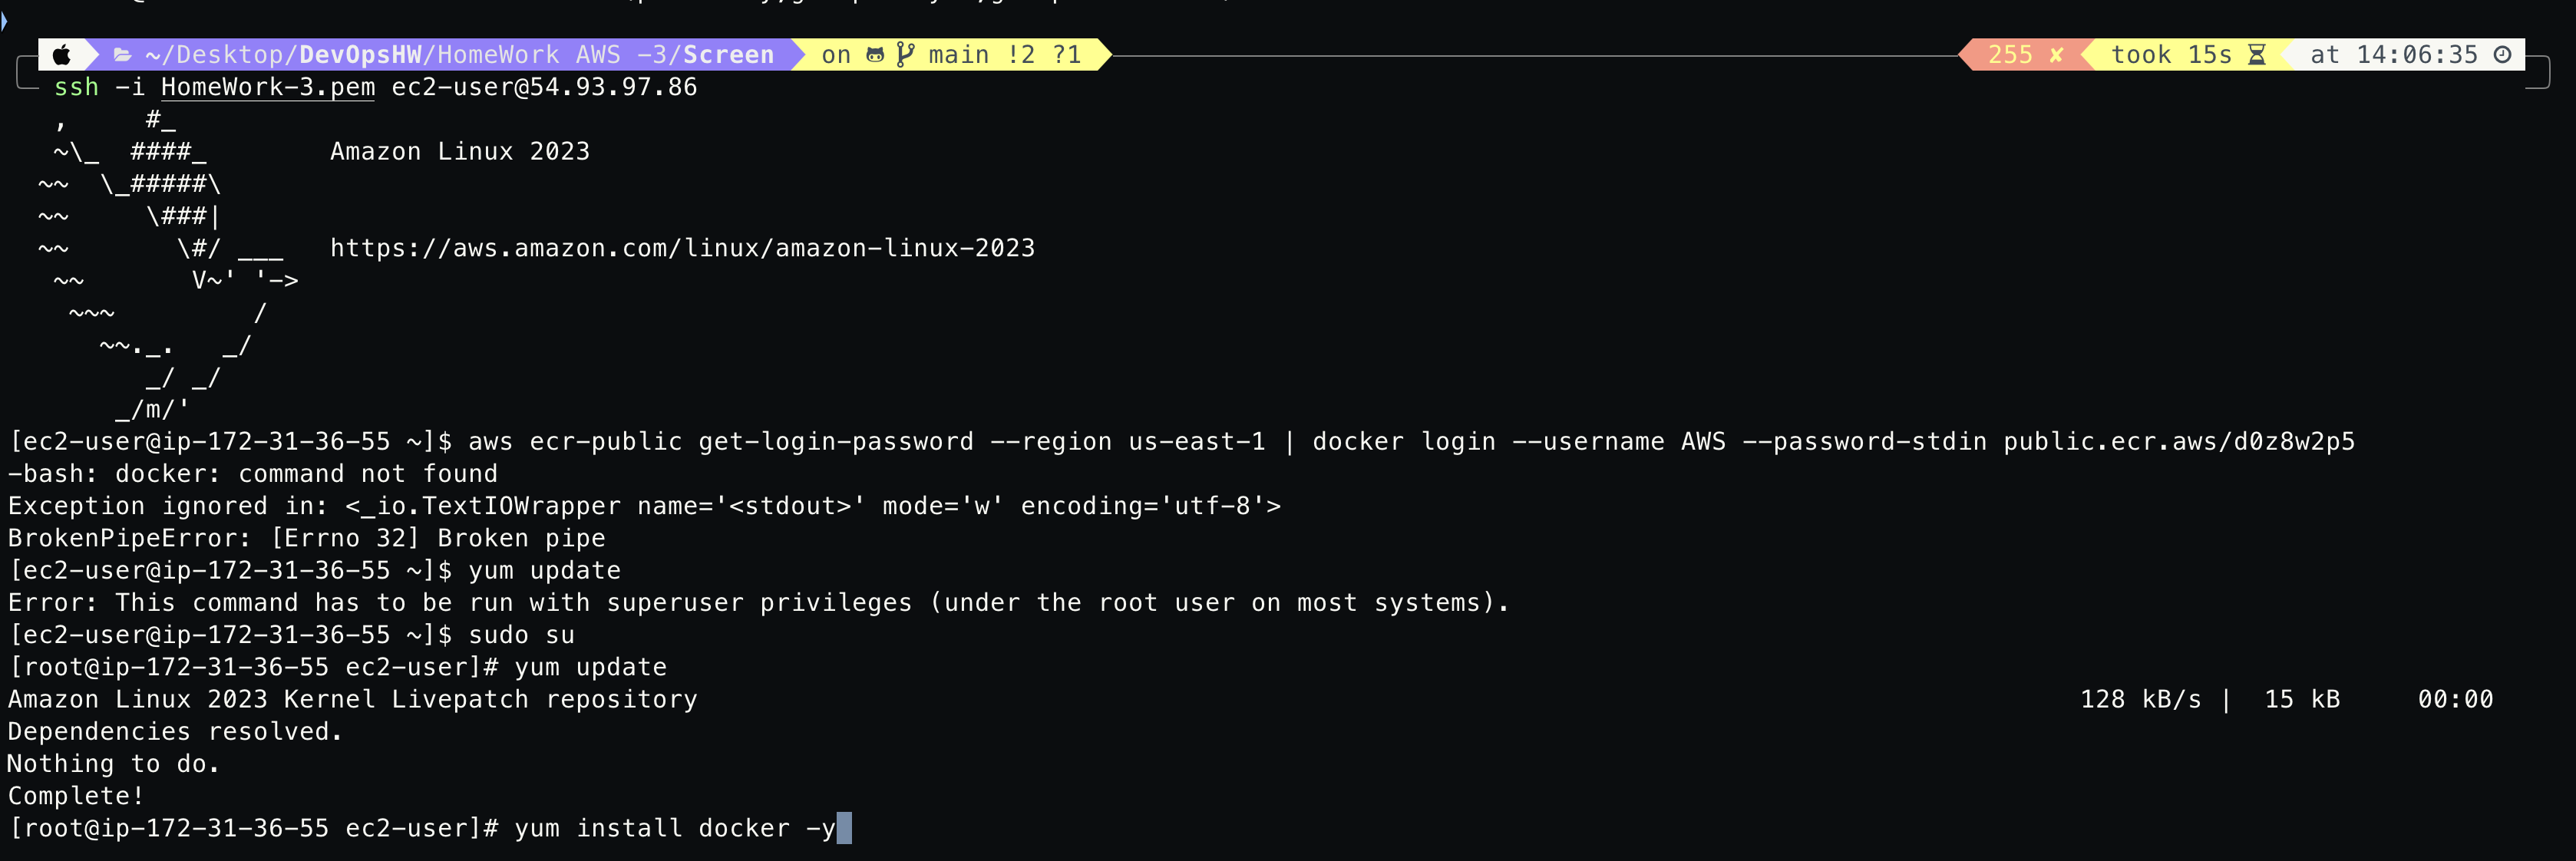 ~/Desktop/DevOpsHW/HomeWork AWS -3/Screen on main !2 ?1 255 ✘ took 15s at 14:06:35
ssh -i HomeWork-3.pem ec2-user@54.93.97.86
   ,     #_
   ~\_  ####_        Amazon Linux 2023
  ~~  \_#####\
  ~~     \###|
  ~~       \#/ ___   https://aws.amazon.com/linux/amazon-linux-2023
   ~~       V~' '->
    ~~~         /
      ~~._.   _/
         _/ _/
       _/m/'
[ec2-user@ip-172-31-36-55 ~]$ aws ecr-public get-login-password --region us-east-1 | docker login --username AWS --password-stdin public.ecr.aws/d0z8w2p5
-bash: docker: command not found
Exception ignored in: <_io.TextIOWrapper name='<stdout>' mode='w' encoding='utf-8'>
BrokenPipeError: [Errno 32] Broken pipe
[ec2-user@ip-172-31-36-55 ~]$ yum update
Error: This command has to be run with superuser privileges (under the root user on most systems).
[ec2-user@ip-172-31-36-55 ~]$ sudo su
[root@ip-172-31-36-55 ec2-user]# yum update
Amazon Linux 2023 Kernel Livepatch repository 128 kB/s | 15 kB 00:00
Dependencies resolved.
Nothing to do.
Complete!
[root@ip-172-31-36-55 ec2-user]# yum install docker -y